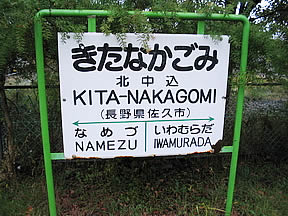 きたなかごみ
北中込
KITA-NAKAGOMI
(長野県佐久市)
なめづ いわむらだ
NAMEZU IWAMURADA